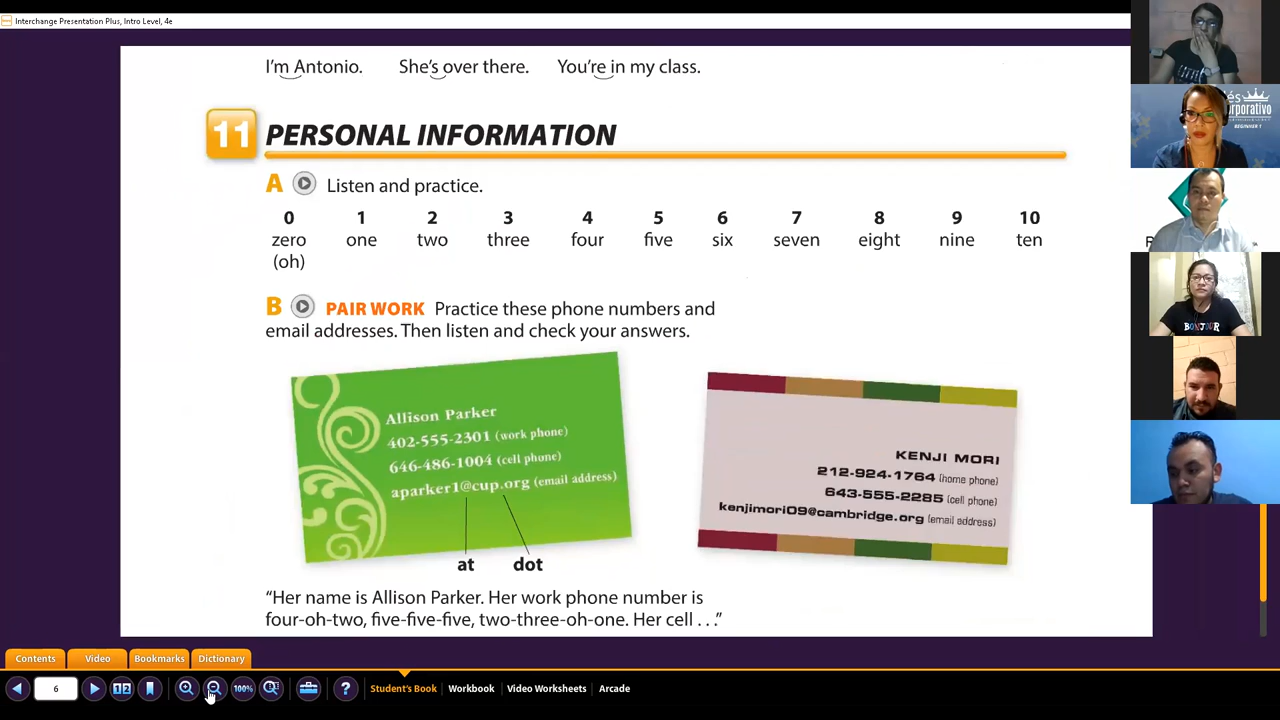 Interchange Presentation Plus, Intro Level, 4e
I'm Antonio. She's over there. You're in my class.
11 PERSONAL INFORMATION
A Listen and practice.
0 1 2 3 4 5 6 7 8 9 10
zero one two three four five six seven eight nine ten
(oh)
B PAIR WORK Practice these phone numbers and
email addresses. Then listen and check your answers.
Allison Parker
402-555-2301 (work phone)
646-486-1004 (cell phone)
aparker1@cup.org (email address)
at dot
KENJI MORI
212-924-1764 (home phone)
643-555-2285 (cell phone)
kenjimori09@cambridge.org (email address)
"Her name is Allison Parker. Her work phone number is
four-oh-two, five-five-five, two-three-oh-one. Her cell . . ."
Contents Video Bookmarks Dictionary
6 1 2 100% Student's Book Workbook Video Worksheets Arcade
BEGINNER 1
BONJOUR